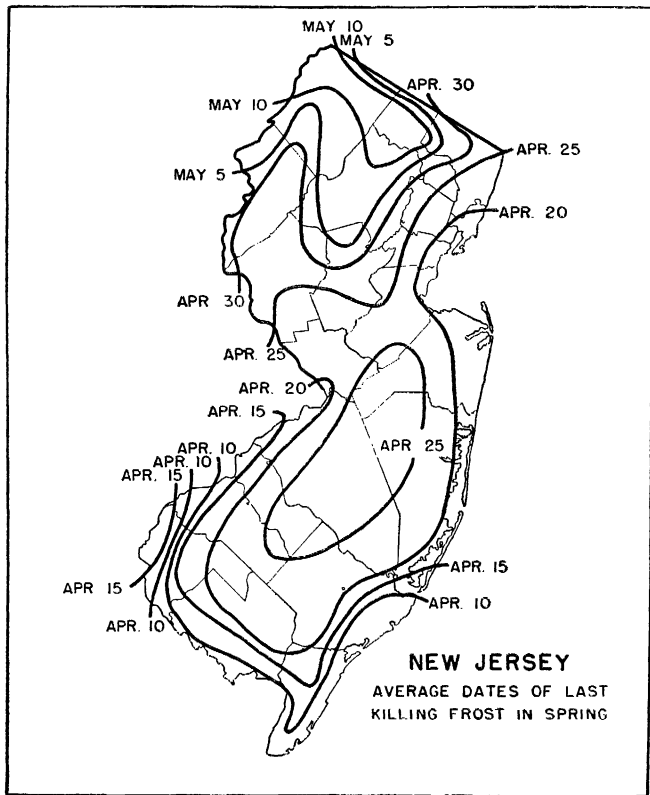 MAY 10
MAY 5
APR. 30
MAY 10
APR. 25
MAY 5
APR. 20
APR 30
APR. 25
APR. 20
APR. 15
APR 25
APR. 10
APR. 10
APR. 15
APR. 15
APR 15
APR. 10
APR. 10
NEW JERSEY
AVERAGE DATES OF LAST
KILLING FROST IN SPRING